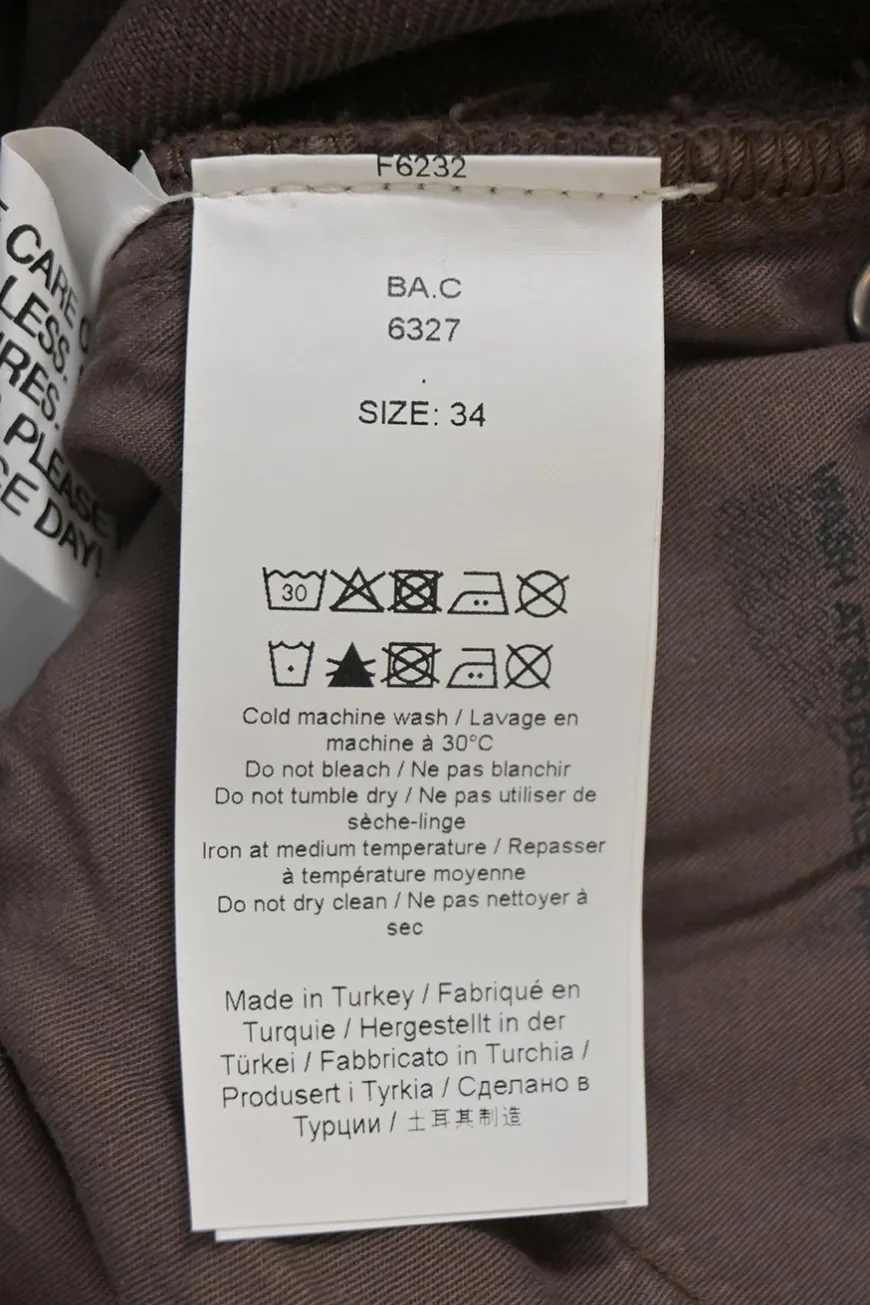 F6232
BA.C
6327
.
SIZE: 34
30
Cold machine wash / Lavage en
machine à 30°C
Do not bleach / Ne pas blanchir
Do not tumble dry / Ne pas utiliser de
sèche-linge
Iron at medium temperature / Repasser
à température moyenne
Do not dry clean / Ne pas nettoyer à
sec
Made in Turkey / Fabriqué en
Turquie / Hergestellt in der
Türkei / Fabbricato in Turchia /
Produsert i Tyrkia / Сделано в
Турции / 土耳其制造
CARE
LESS.
PLEASE
DAY!
WASH AT